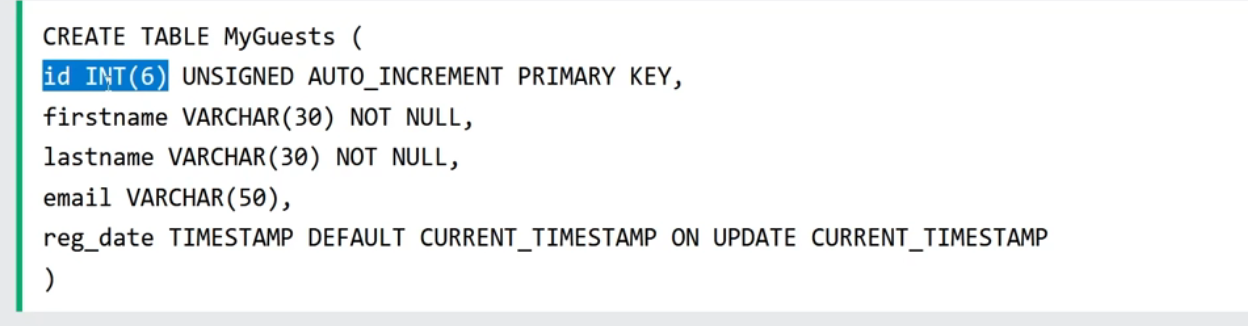 CREATE TABLE MyGuests (
id INT(6) UNSIGNED AUTO_INCREMENT PRIMARY KEY,
firstname VARCHAR(30) NOT NULL,
lastname VARCHAR(30) NOT NULL,
email VARCHAR(50),
reg_date TIMESTAMP DEFAULT CURRENT_TIMESTAMP ON UPDATE CURRENT_TIMESTAMP
)